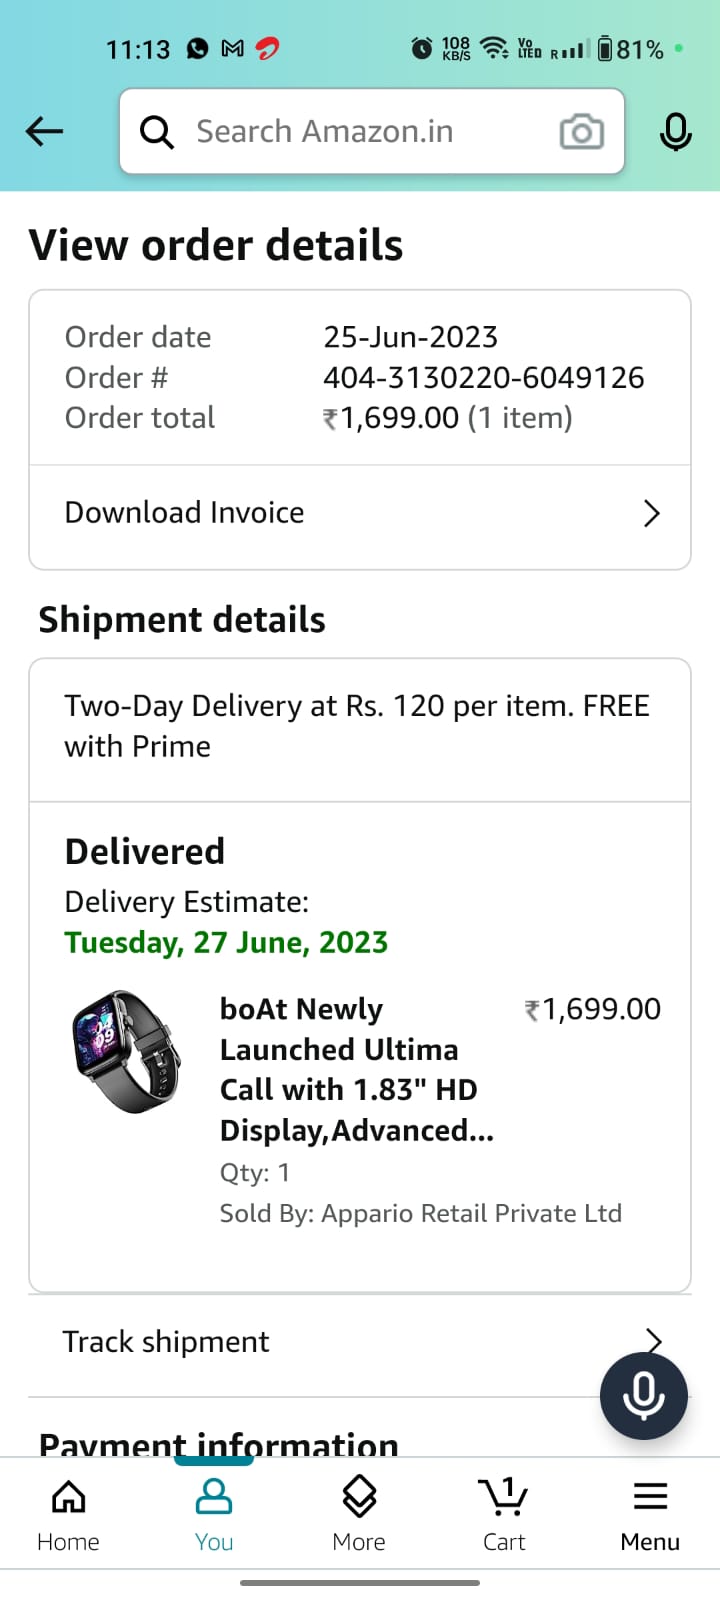 11:13 108 KB/S Vo LTED R 81%
Search Amazon.in
View order details
Order date 25-Jun-2023
Order # 404-3130220-6049126
Order total ₹1,699.00 (1 item)
Download Invoice
Shipment details
Two-Day Delivery at Rs. 120 per item. FREE
with Prime
Delivered
Delivery Estimate:
Tuesday, 27 June, 2023
boAt Newly ₹1,699.00
Launched Ultima
Call with 1.83" HD
Display,Advanced...
Qty: 1
Sold By: Appario Retail Private Ltd
Track shipment
Payment information
1
Home You More Cart Menu